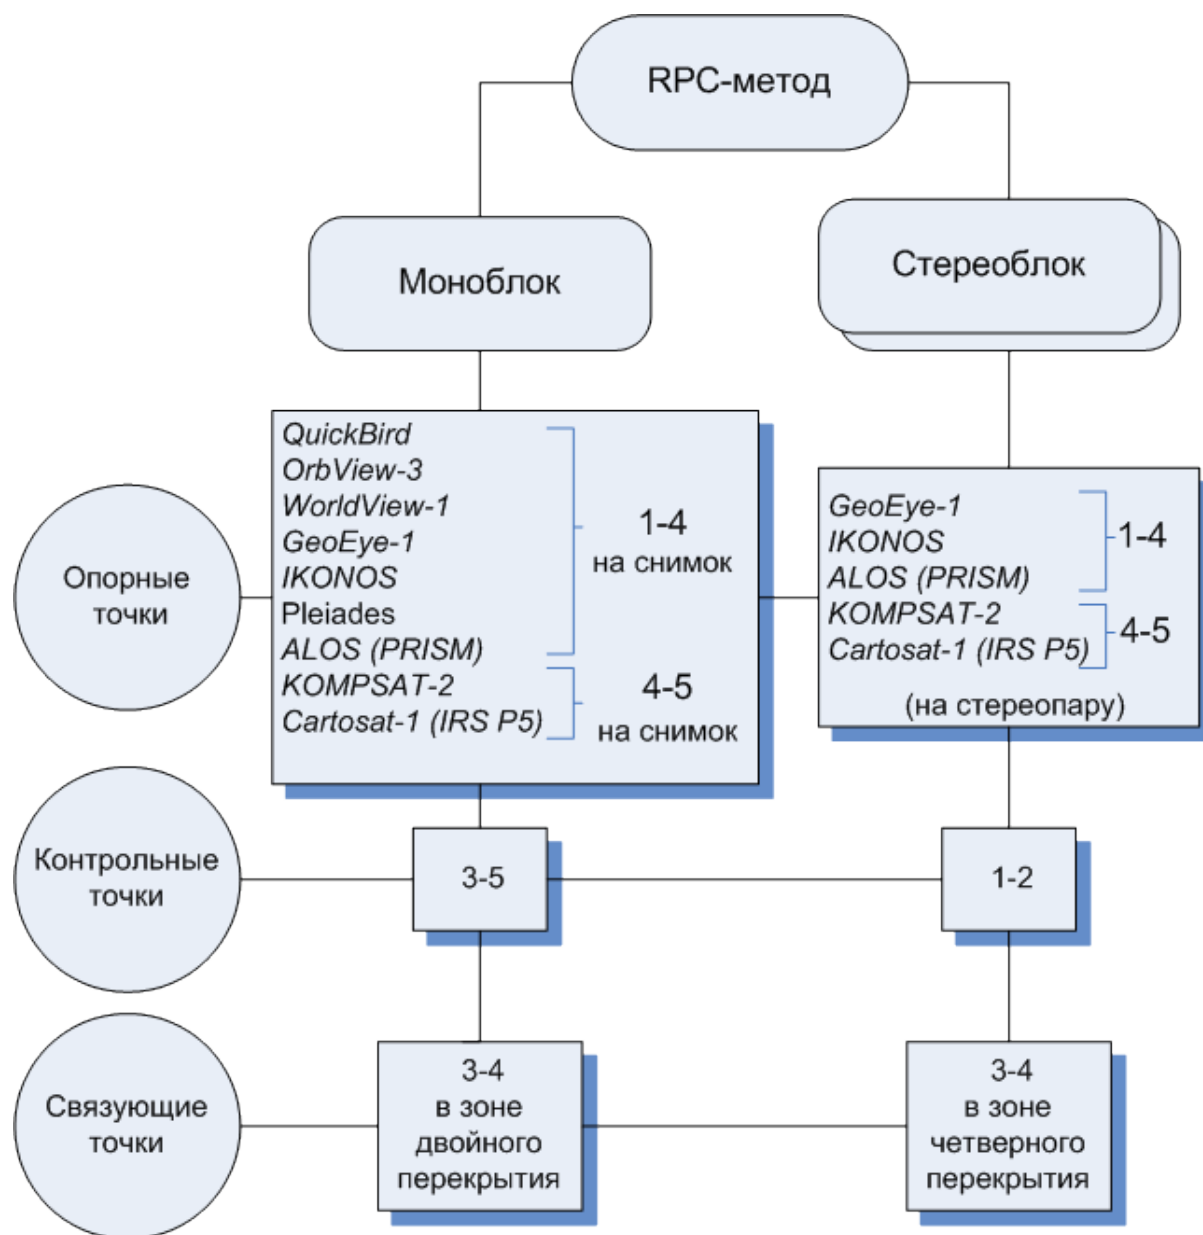 RPC-метод
Моноблок
Стереоблок
Опорные
точки
QuickBird
OrbView-3
WorldView-1
GeoEye-1
IKONOS
Pleiades
ALOS (PRISM)
KOMPSAT-2
Cartosat-1 (IRS P5)
1-4
на снимок
4-5
на снимок
GeoEye-1
IKONOS
ALOS (PRISM)
KOMPSAT-2
Cartosat-1 (IRS P5)
1-4
4-5
(на стереопару)
Контрольные
точки
3-5
1-2
Связующие
точки
3-4
в зоне
двойного
перекрытия
3-4
в зоне
четверного
перекрытия